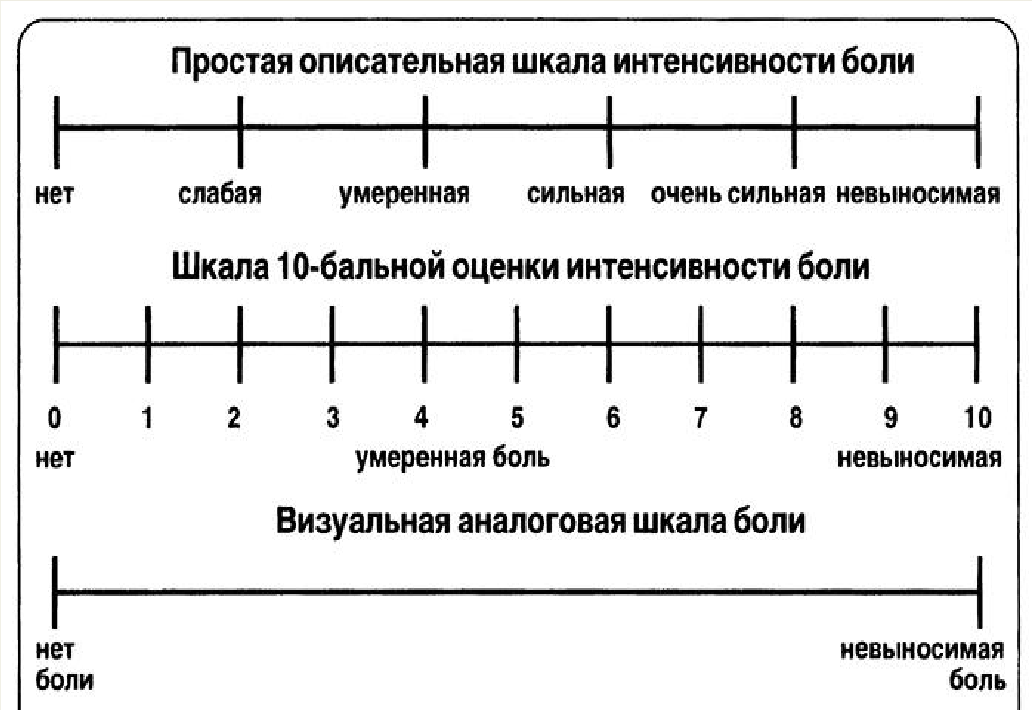 Простая описательная шкала интенсивности боли
нет слабая умеренная сильная очень сильная невыносимая
Шкала 10-бальной оценки интенсивности боли
0 1 2 3 4 5 6 7 8 9 10
нет умеренная боль невыносимая
Визуальная аналоговая шкала боли
нет невыносимая
боли боль